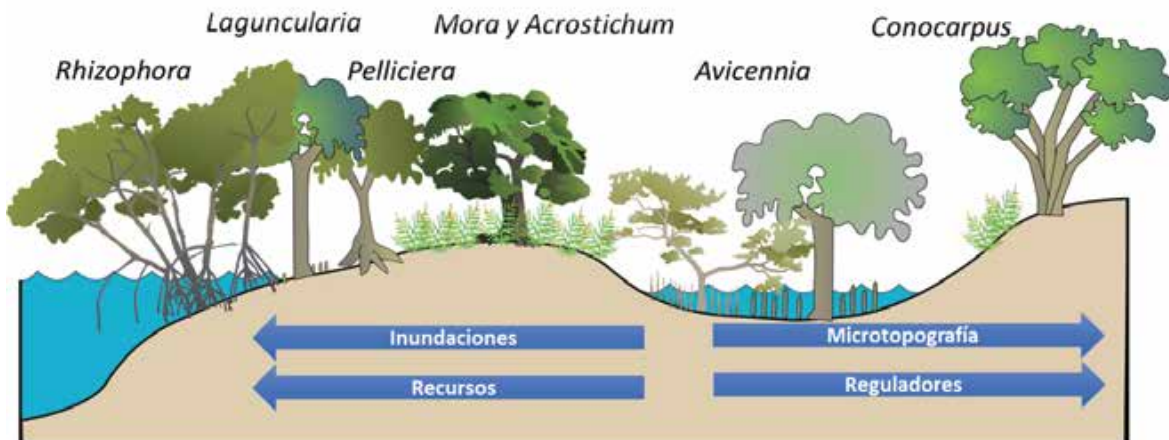 Laguncularia
Mora y Acrostichum
Conocarpus
Rhizophora
Pelliciera
Avicennia
Inundaciones
Microtopografía
Recursos
Reguladores